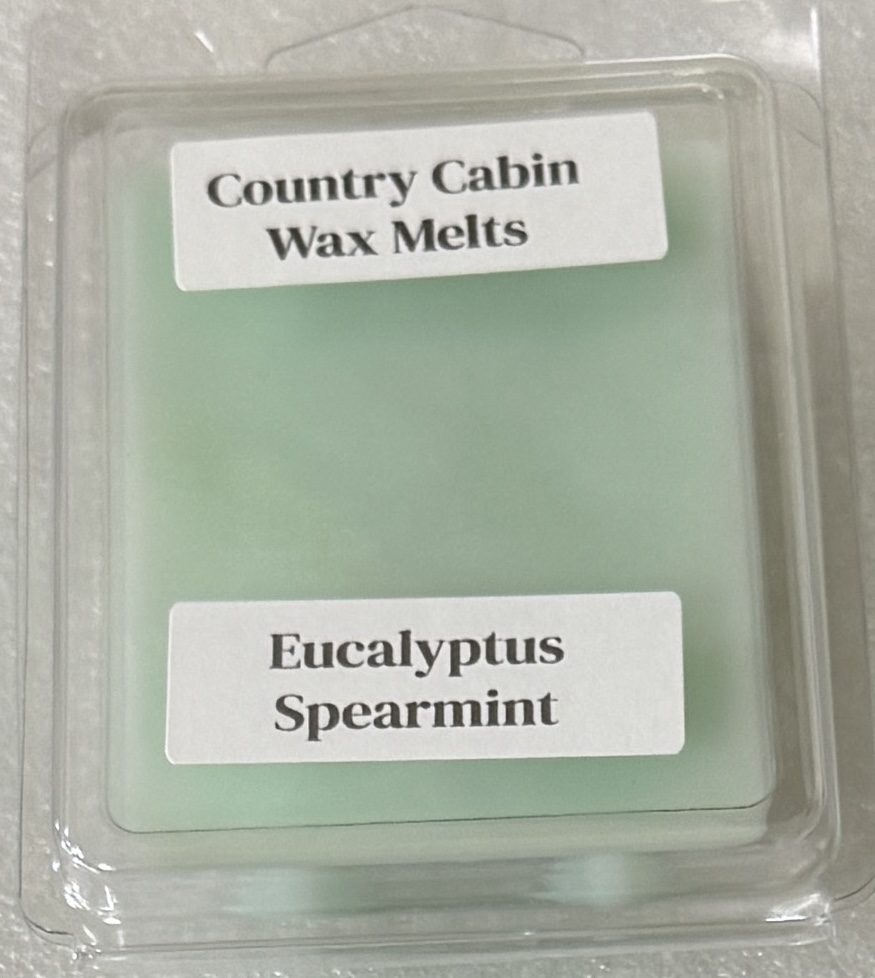 Country Cabin
Wax Melts
Eucalyptus
Spearmint